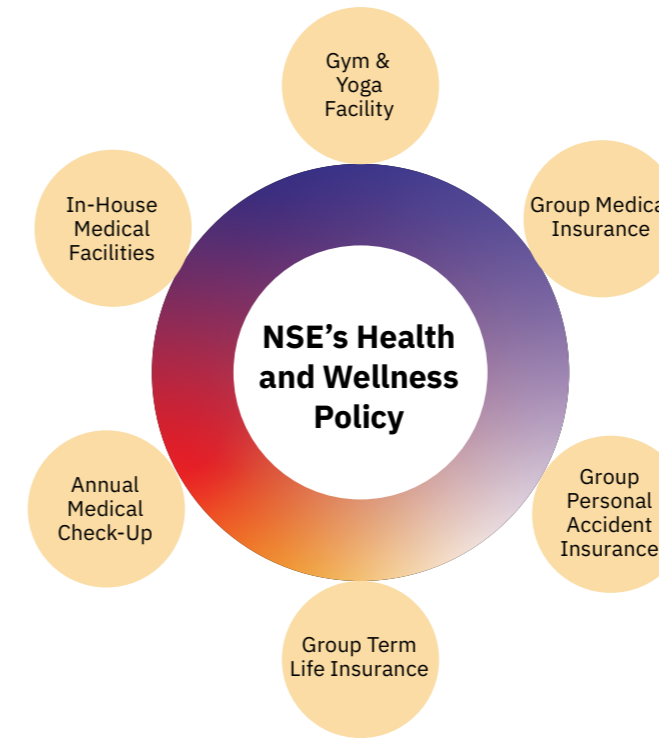 Gym &
Yoga
Facility
In-House
Medical
Facilities
Group Medica
Insurance
NSE’s Health
and Wellness
Policy
Annual
Medical
Check-Up
Group
Personal
Accident
Insurance
Group Term
Life Insurance